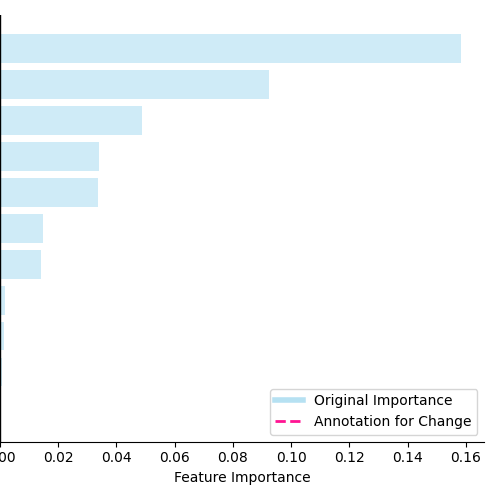 Original Importance
Annotation for Change
00 0.02 0.04 0.06 0.08 0.10 0.12 0.14 0.16
Feature Importance